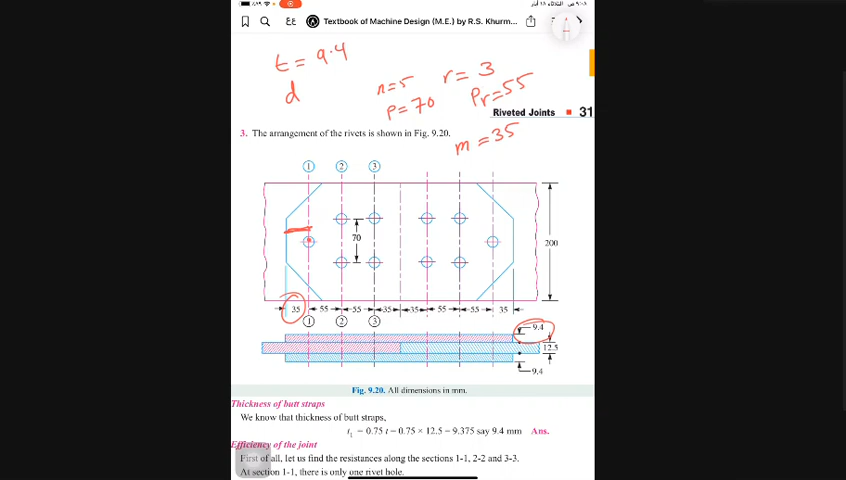 Textbook of Machine Design (M.E.) by R.S. Khurm...
t = 9.4
d
n=5
r = 3
P=70
Pr=55
Riveted Joints ■ 31
3. The arrangement of the rivets is shown in Fig. 9.20.
m = 35
1 2 3
70
200
35 55 55 35 35 55 55 35
1 2 3
9.4
12.5
9.4
Fig. 9.20. All dimensions in mm.
Thickness of butt straps
We know that thickness of butt straps,
t1 = 0.75 t = 0.75 × 12.5 = 9.375 say 9.4 mm Ans.
Efficiency of the joint
First of all, let us find the resistances along the sections 1-1, 2-2 and 3-3.
At section 1-1, there is only one rivet hole.